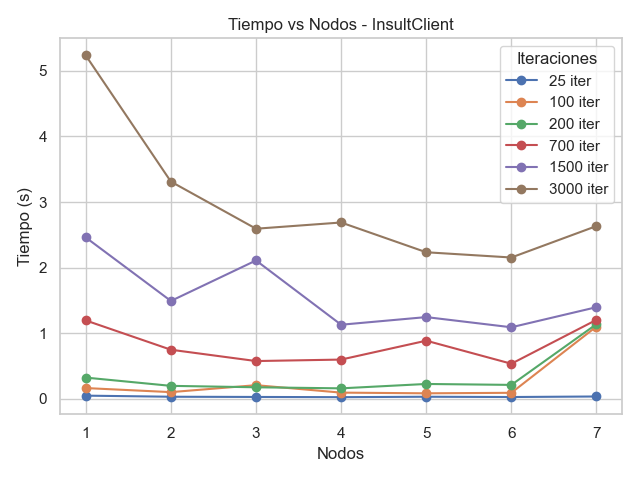 Tiempo vs Nodos - InsultClient
Tiempo (s)
5
4
3
2
1
0
1 2 3 4 5 6 7
Nodos
Iteraciones
25 iter
100 iter
200 iter
700 iter
1500 iter
3000 iter